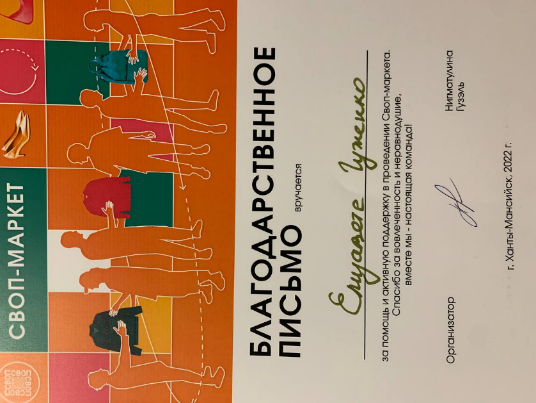 СВОП-МАРКЕТ
БЛАГОДАРСТВЕННОЕ
ПИСЬМО вручается
Елизавете Гуженко
за помощь и активную поддержку в проведении Своп-маркета.
Спасибо за вовлеченность и неравнодушие,
вместе мы - настоящая команда!
Организатор
Нигматулина
Гузэль
г. Ханты-Мансийск, 2022 г.